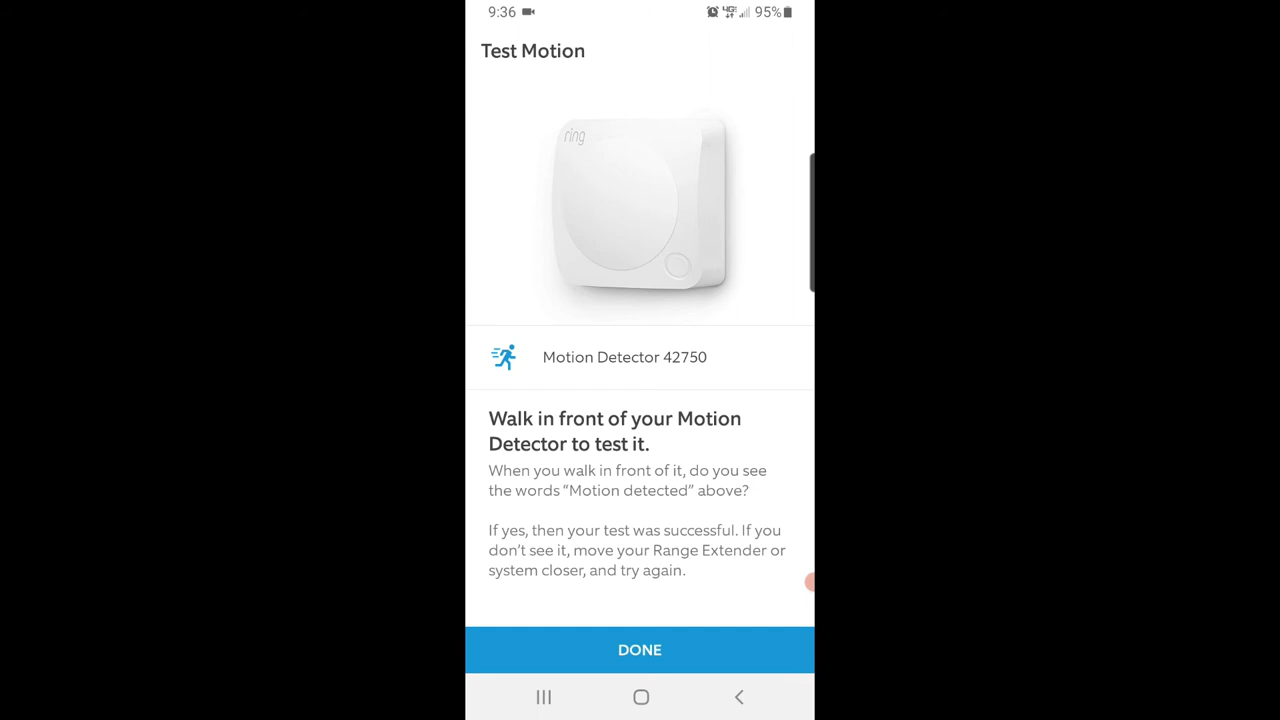 9:36 95%
Test Motion
ring
Motion Detector 42750
Walk in front of your Motion
Detector to test it.
When you walk in front of it, do you see
the words “Motion detected” above?
If yes, then your test was successful. If you
don’t see it, move your Range Extender or
system closer, and try again.
DONE